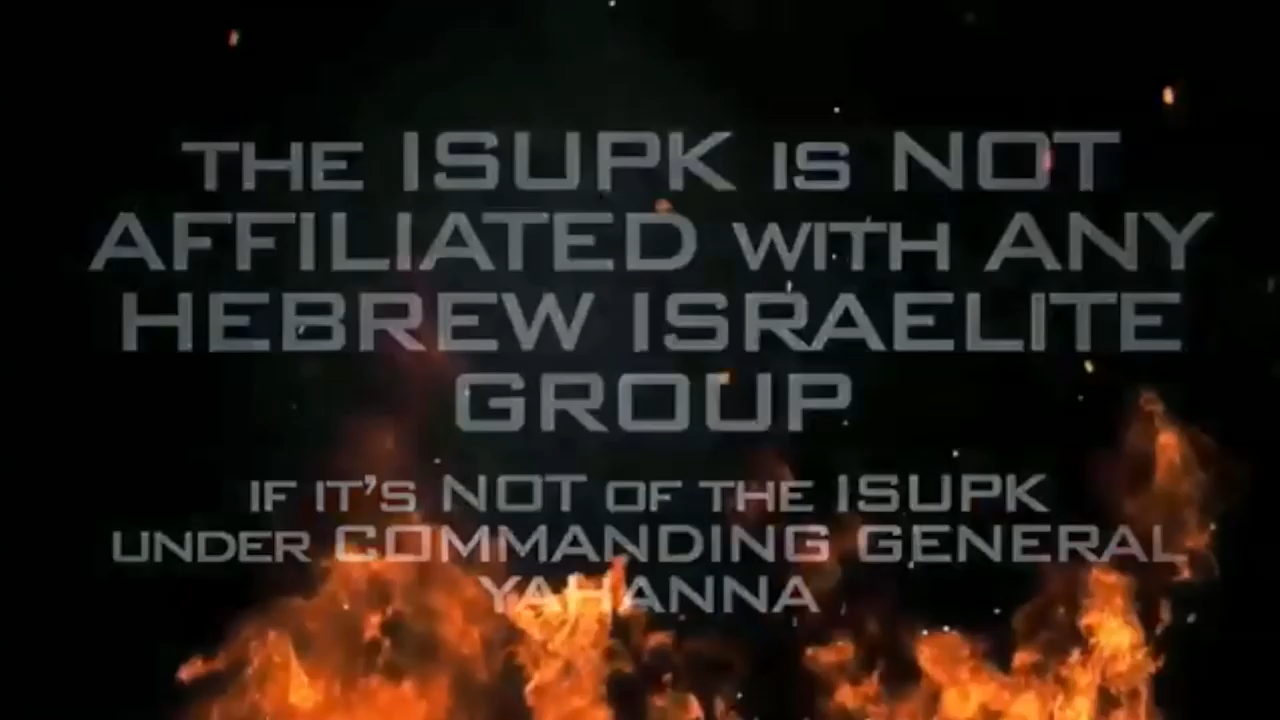 THE ISUPK IS NOT
AFFILIATED WITH ANY
HEBREW ISRAELITE
GROUP
IF IT'S NOT OF THE ISUPK
UNDER COMMANDING GENERAL
YAHANNA